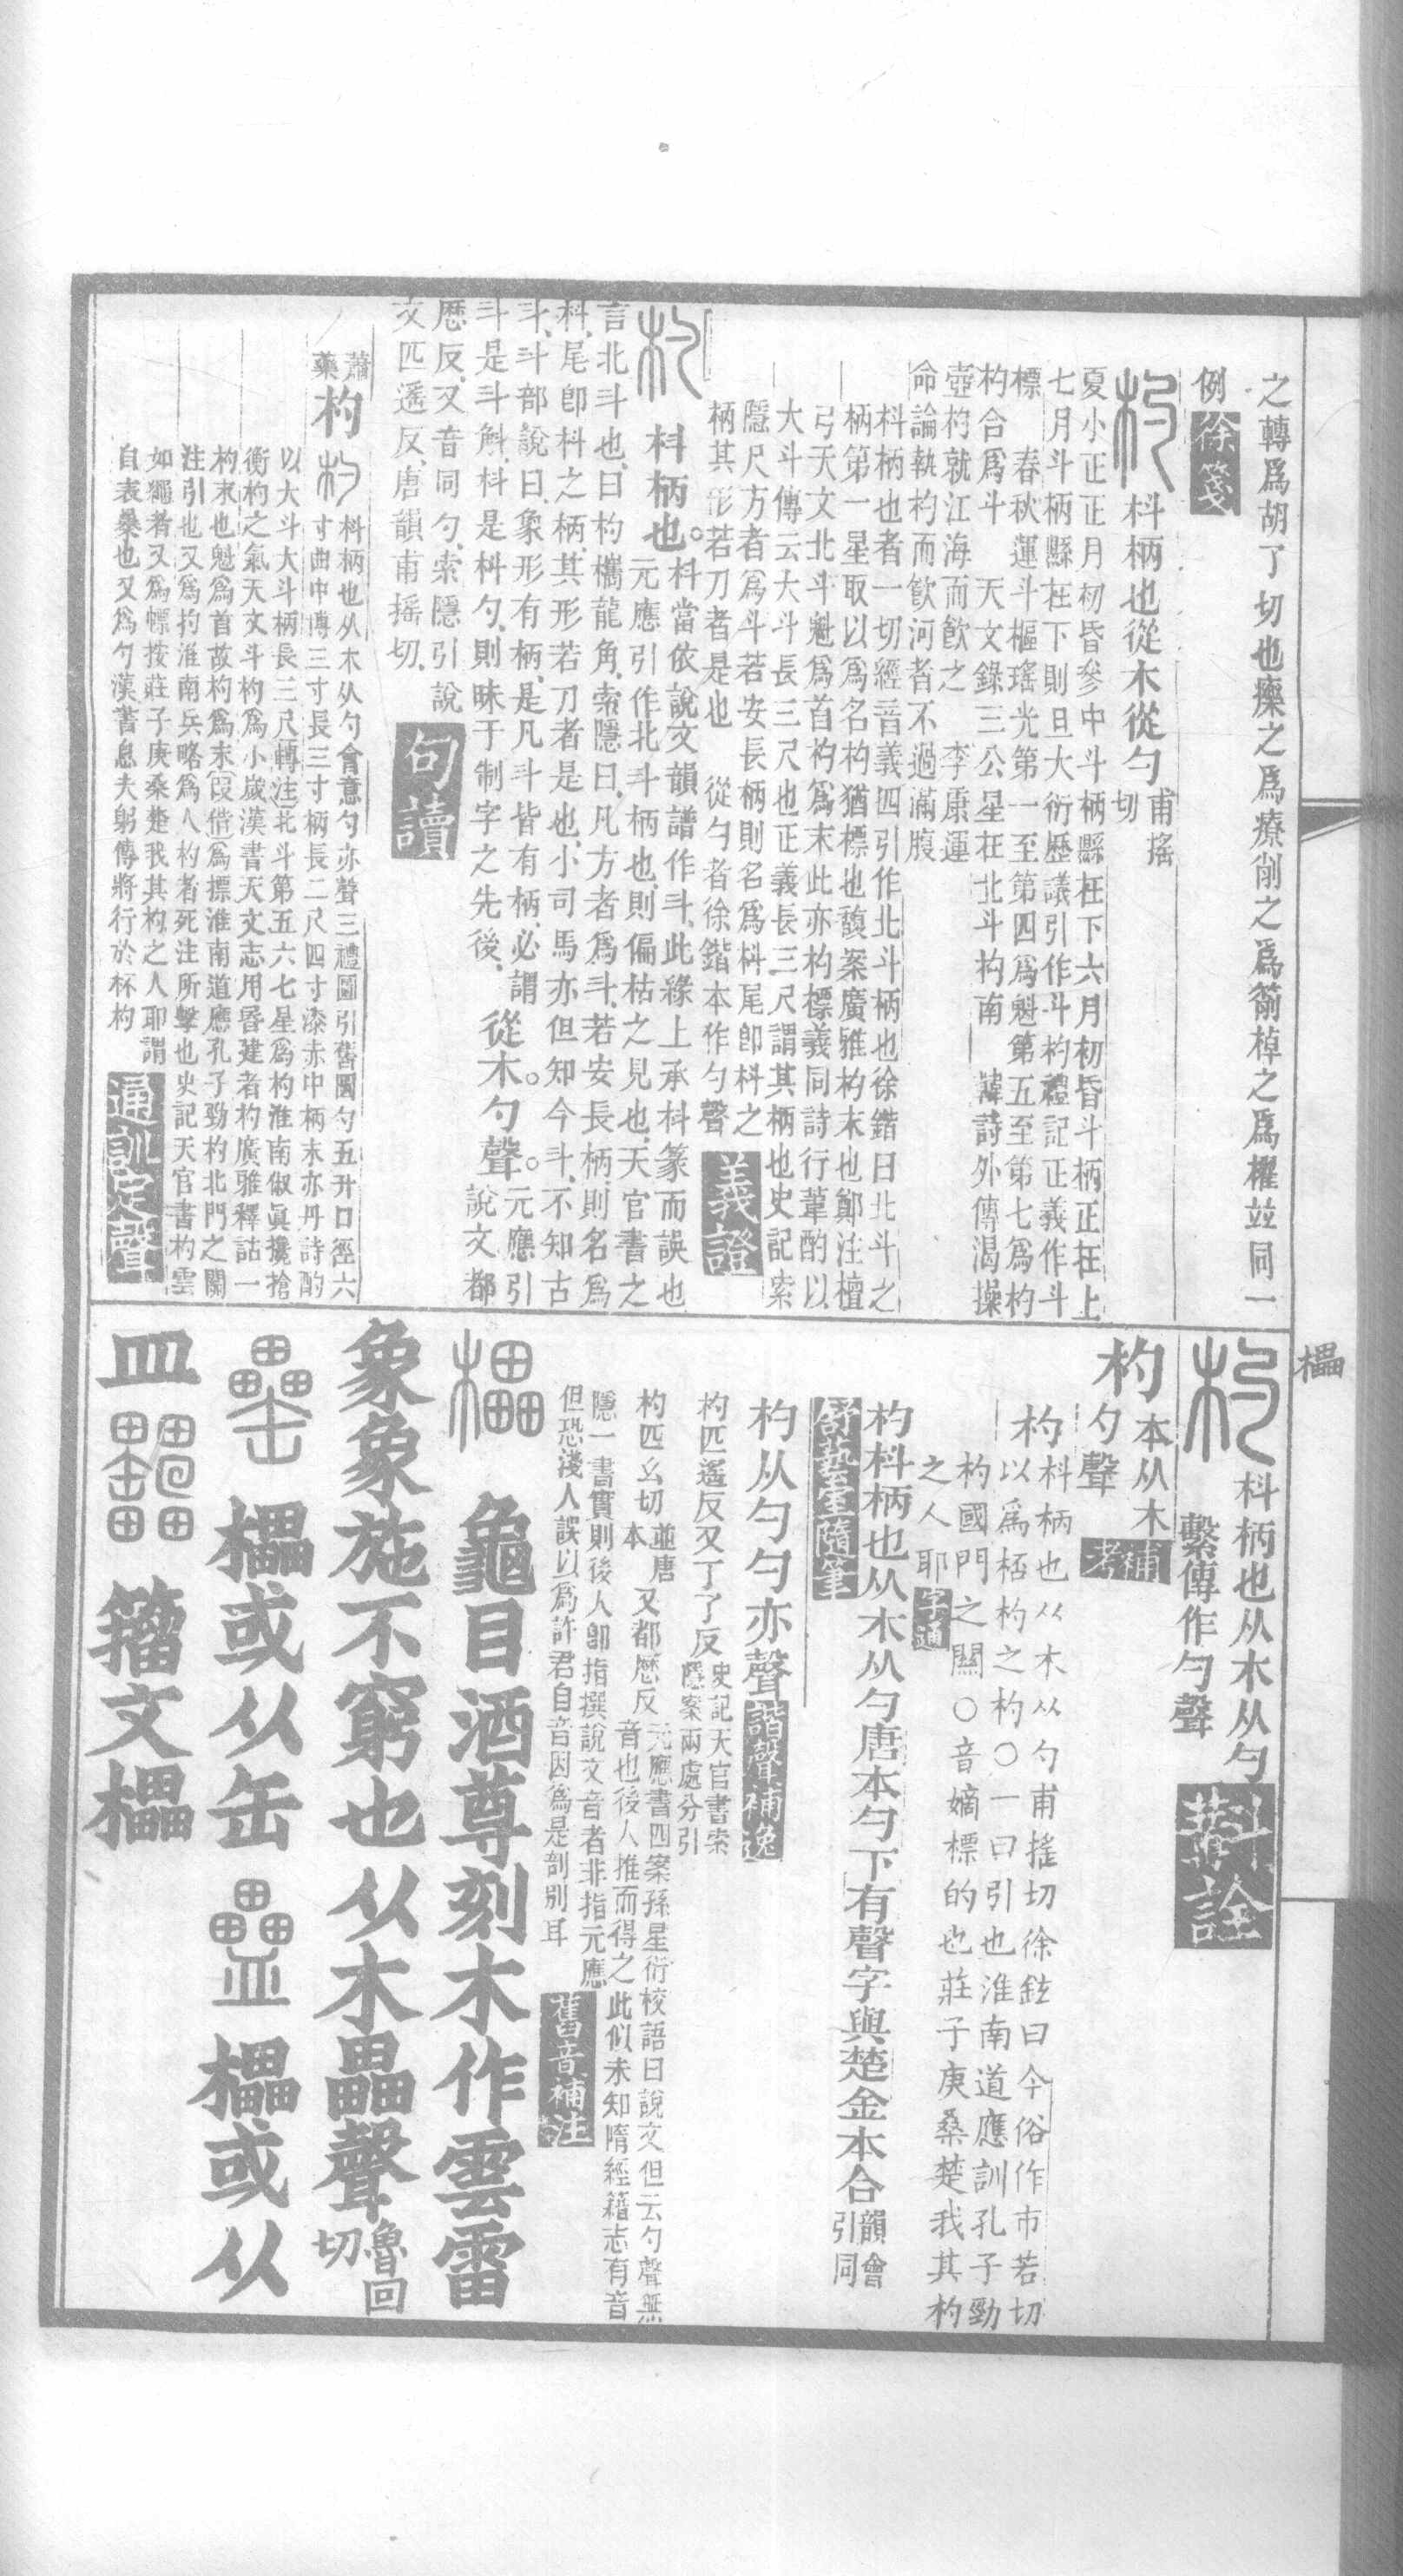 之轉爲胡了切也爍之爲療削之爲箾棹之爲櫂竝同一
例徐箋
杓 枓柄也從木從勺甫搖切
夏小正正月初昏參中斗柄縣在下六月初昏斗柄正在上
七月斗柄縣在下則旦大衍歷議引作斗杓禮記正義作斗
標 春秋運斗樞瑤光第一至第四爲魁第五至第七爲杓
杓合爲斗 天文錄三公星在北斗杓南 韓詩外傳渴操
壺杓就江海而飮之 李康運
命論執杓而飮河者不過滿腹
枓柄也者一切經音義四引作北斗柄也徐鍇曰北斗之
柄第一星取以爲名杓猶標也馥案廣雅杓末也鄭注檀
弓天文北斗魁爲首杓爲末此亦杓標義同詩行葦酌以
大斗傳云大斗長三尺也正義長三尺謂其柄也史記索
隱尺方者爲斗若安長柄則名爲枓尾卽枓之
柄其形若刀者是也 從勺者徐鍇本作勺聲義證
杓 枓柄也。枓當依說文韻譜作斗、此緣上承枓篆而誤也
元應引作北斗柄也、則偏枯之見也、天官書之
言北斗也、曰杓攜龍角、索隱曰、凡方者爲斗、若安長柄、則名爲
枓、尾卽枓之柄、其形若刀者是也、小司馬亦但知今斗、不知古
斗、斗部說曰、象形有柄、是凡斗皆有柄、必謂 從木。勺聲。元應引
斗是斗斛、枓是枓勺、則昧于制字之先後、說文都
歷反、又音同勺、索隱引說
文匹遙反、唐韻甫搖切、句讀
蕭藥 杓 枓柄也从木从勺會意勺亦聲三禮圖引舊圖勺五升口徑六
寸曲中博三寸長三寸柄長二尺四寸漆赤中柄末亦丹詩酌
以大斗大斗柄長三尺轉注北斗第五六七星爲杓淮南俶眞攙搶
衡杓之氣天文斗杓爲小歲漢書天文志用昏建者杓廣雅釋詁一
杓末也魁爲首故杓爲末叚借爲摽淮南道應孔子勁杓北門之關
注引也又爲扚淮南兵略爲人杓者死注所擊也史記天官書杓雲
如繩者又爲幖按莊子庚桑楚我其杓之人耶謂
自表㬥也又爲勺漢書息夫躬傳將行於杯杓 通訓定聲
杓 枓柄也从木从勺
繫傳作勺聲 斠詮
杓 本从木勺聲 補考
杓枓柄也从木从勺甫搖切徐鉉曰今俗作市若切
以爲桮杓之杓○一曰引也淮南道應訓孔子勁
杓國門之關○音嫡標的也莊子庚桑楚我其杓
之人耶字通
杓枓柄也从木从勺唐本勺下有聲字與楚金本合韻會引同
舒藝室隨筆
杓从勺勺亦聲 諧聲補逸
杓匹遙反又丁了反史記天官書索隱案兩處分引
杓匹幺切並唐本又都歷反元應書四案孫星衍校語曰說文但云勺聲無
音也後人推而得之此似未知隋經籍志有音
隱一書實則後人卽指撰說文音者非指元應
但恐淺人誤以爲許君自音因爲是剖別耳 舊音補注
櫑 龜目酒尊刻木作雲雷
象象施不窮也从木畾聲魯回切
罍 櫑或从缶 櫑或从
皿 籒文櫑
櫑